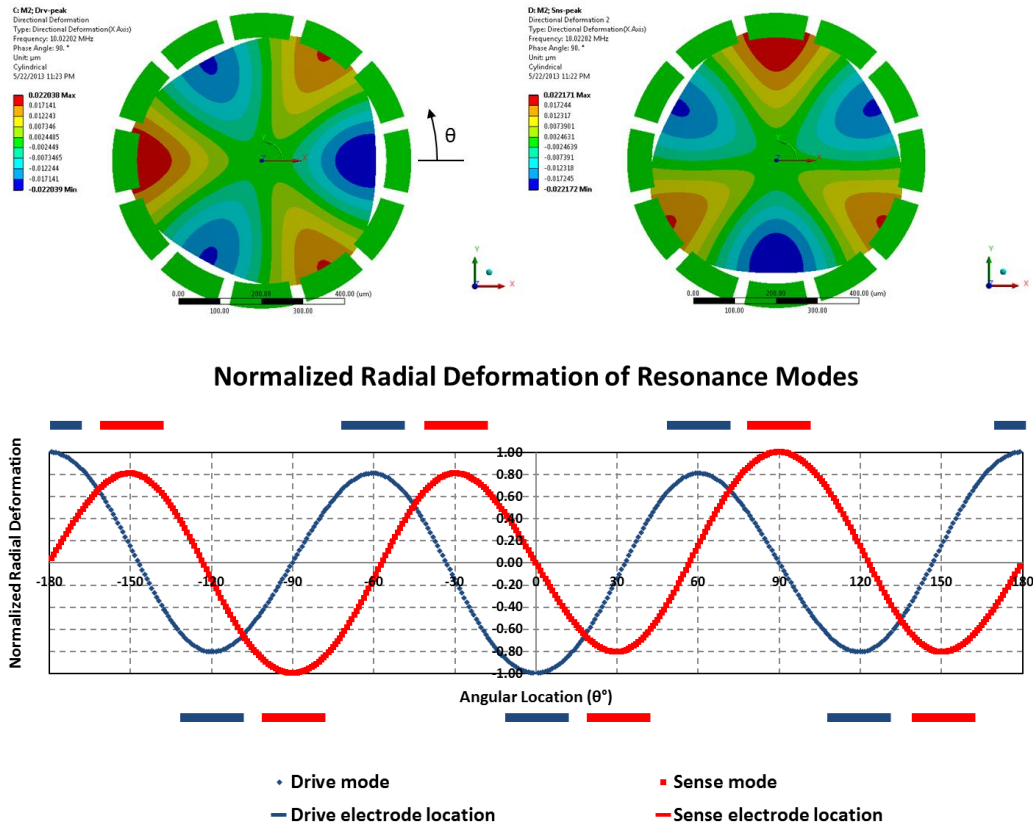 C: M2; Drv-peak
Directional Deformation
Type: Directional Deformation(X Axis)
Frequency: 10.02202 MHz
Phase Angle: 90. °
Unit: μm
Cylindrical
5/22/2013 11:23 PM
0.022038 Max
0.017141
0.012243
0.007346
0.0024485
-0.002449
-0.0073465
-0.012244
-0.017141
-0.022039 Min
θ
X
Y
X
0.00
200.00
400.00 (um)
100.00
300.00
D: M2; Sns-peak
Directional Deformation 2
Type: Directional Deformation(X Axis)
Frequency: 10.02202 MHz
Phase Angle: 90. °
Unit: μm
Cylindrical
5/22/2013 11:22 PM
0.022171 Max
0.017244
0.012317
0.0073901
0.0024631
-0.0024639
-0.007391
-0.012318
-0.017245
-0.022172 Min
X
Y
X
0.00
200.00
400.00 (um)
100.00
300.00
Normalized Radial Deformation of Resonance Modes
Normalized Radial Deformation
1.00
0.80
0.60
0.40
0.20
0.00
-0.20
-0.40
-0.60
-0.80
-1.00
-180 -150 -120 -90 -60 -30 0 30 60 90 120 150 180
Angular Location (θ°)
Drive mode
Sense mode
Drive electrode location
Sense electrode location